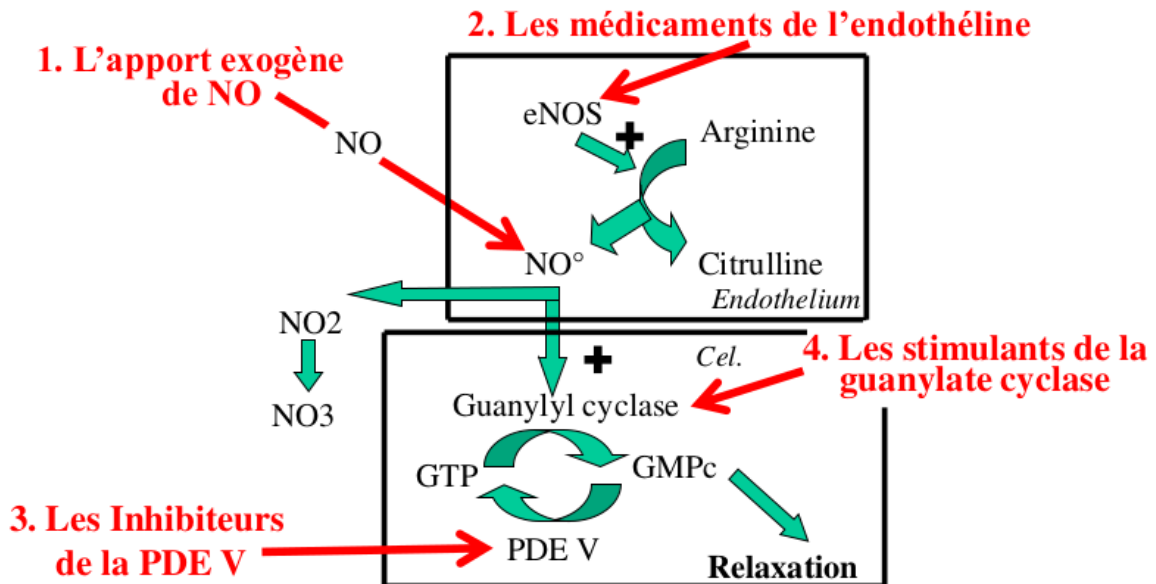 2. Les médicaments de l'endothéline
1. L'apport exogène
de NO
NO
eNOS
+
Arginine
NO°
Citrulline
Endothelium
NO2
NO3
+
Cel.
4. Les stimulants de la
guanylate cyclase
Guanylyl cyclase
GTP
GMPc
3. Les Inhibiteurs
de la PDE V
PDE V
Relaxation